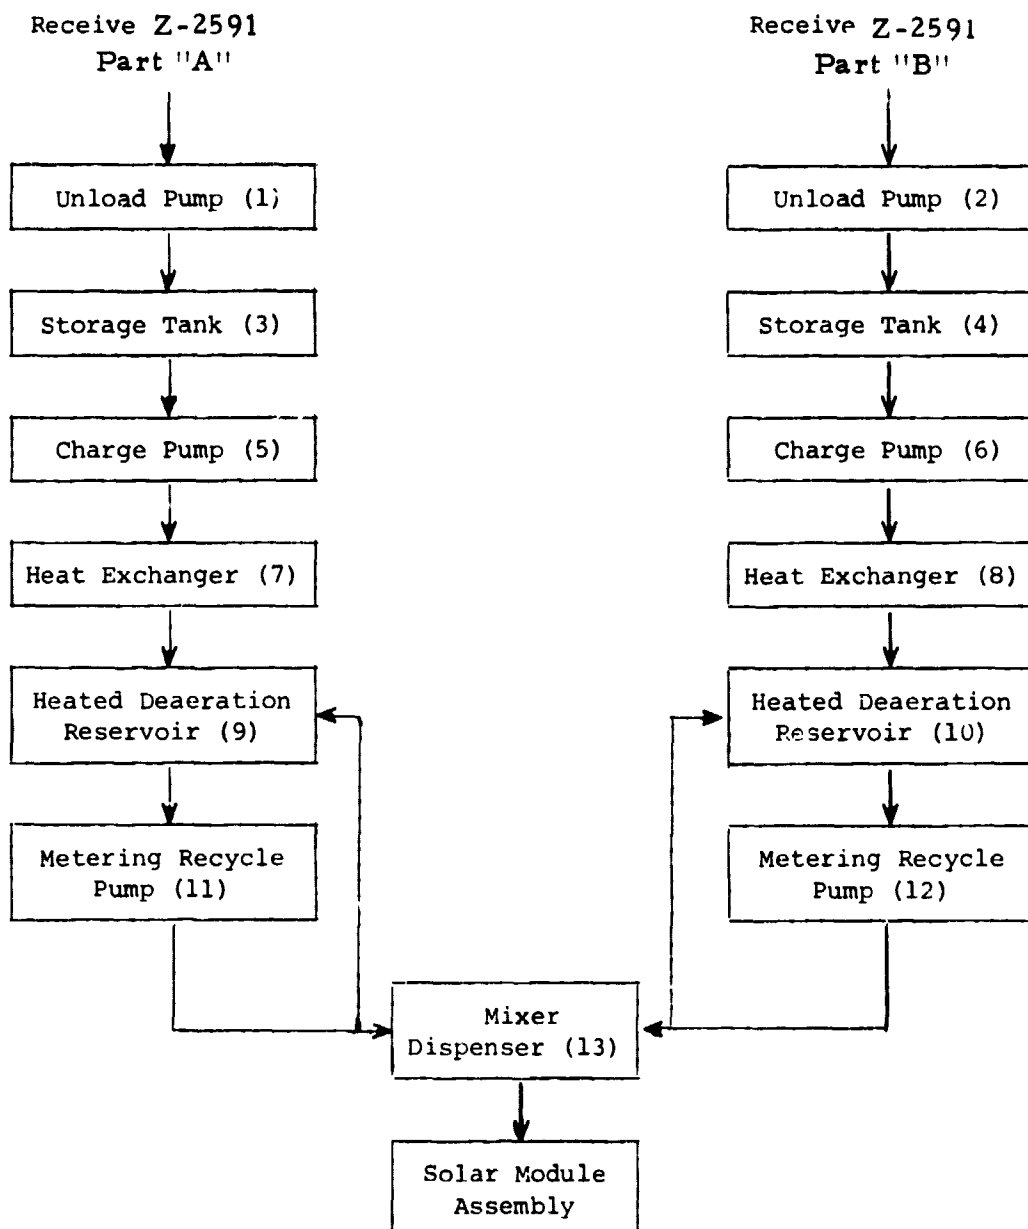 Receive Z-2591
Part "A"
Unload Pump (1)
Storage Tank (3)
Charge Pump (5)
Heat Exchanger (7)
Heated Deaeration
Reservoir (9)
Metering Recycle
Pump (11)
Receive Z-2591
Part "B"
Unload Pump (2)
Storage Tank (4)
Charge Pump (6)
Heat Exchanger (8)
Heated Deaeration
Reservoir (10)
Metering Recycle
Pump (12)
Mixer
Dispenser (13)
Solar Module
Assembly